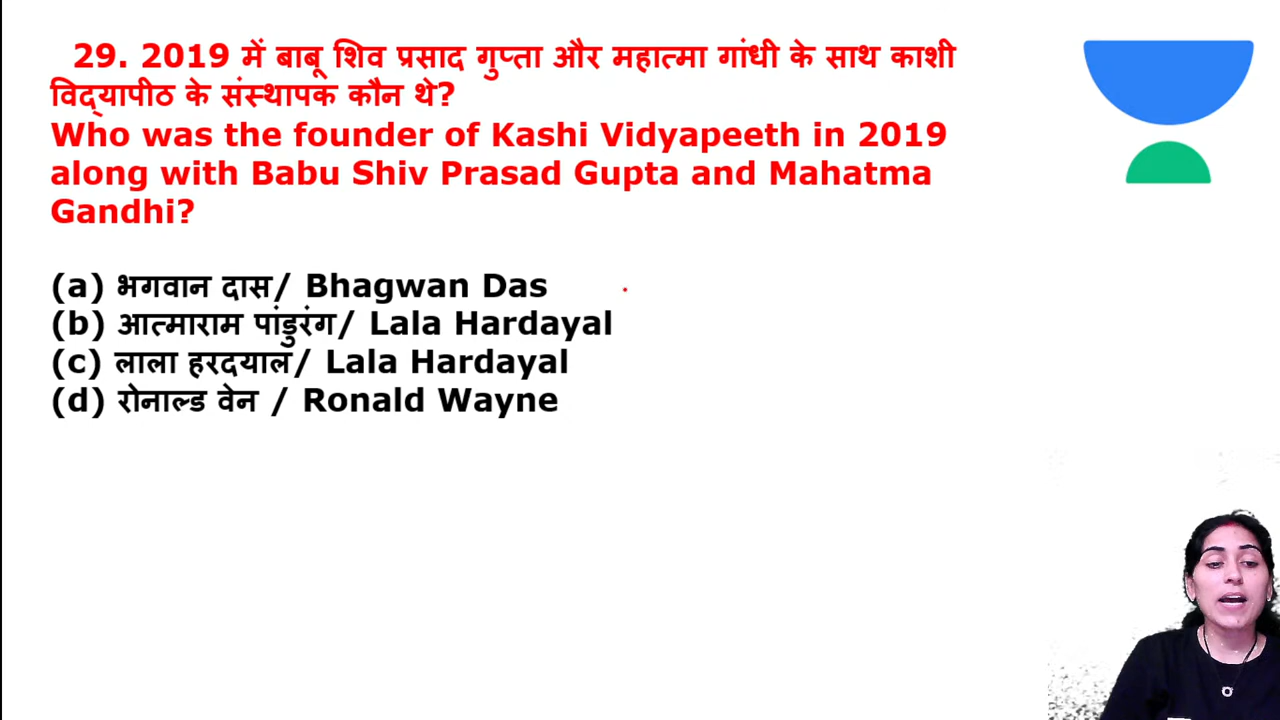 29. 2019 में बाबू शिव प्रसाद गुप्ता और महात्मा गांधी के साथ काशी
विद्यापीठ के संस्थापक कौन थे?
Who was the founder of Kashi Vidyapeeth in 2019
along with Babu Shiv Prasad Gupta and Mahatma
Gandhi?
(a) भगवान दास/ Bhagwan Das
(b) आत्माराम पांडुरंग/ Lala Hardayal
(c) लाला हरदयाल/ Lala Hardayal
(d) रोनाल्ड वेन / Ronald Wayne